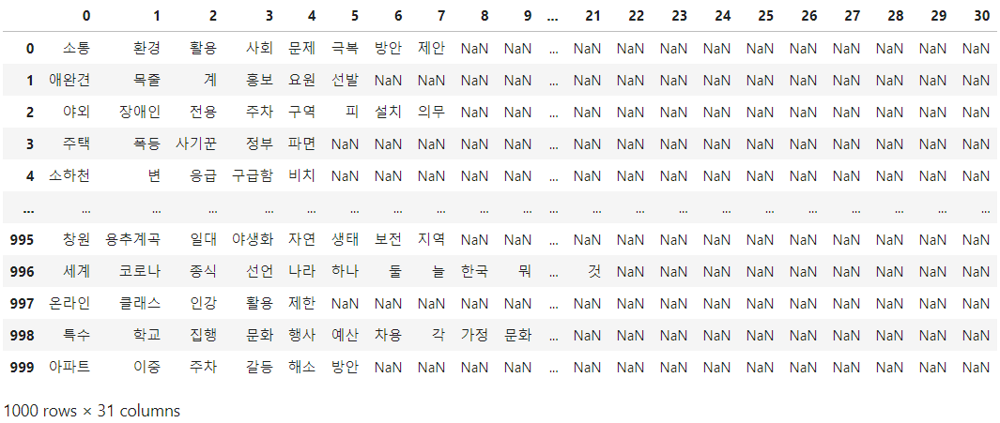 0 1 2 3 4 5 6 7 8 9 ... 21 22 23 24 25 26 27 28 29 30
0 소통 환경 활용 사회 문제 극복 방안 제안 NaN NaN ... NaN NaN NaN NaN NaN NaN NaN NaN NaN NaN
1 애완견 목줄 계 홍보 요원 선발 NaN NaN NaN NaN ... NaN NaN NaN NaN NaN NaN NaN NaN NaN NaN
2 야외 장애인 전용 주차 구역 피 설치 의무 NaN NaN ... NaN NaN NaN NaN NaN NaN NaN NaN NaN NaN
3 주택 폭등 사기꾼 정부 파면 NaN NaN NaN NaN NaN ... NaN NaN NaN NaN NaN NaN NaN NaN NaN NaN
4 소하천 변 응급 구급함 비치 NaN NaN NaN NaN NaN ... NaN NaN NaN NaN NaN NaN NaN NaN NaN NaN
... ... ... ... ... ... ... ... ... ... ... ... ... ... ... ... ... ... ... ... ... ...
995 창원 용추계곡 일대 야생화 자연 생태 보전 지역 NaN NaN ... NaN NaN NaN NaN NaN NaN NaN NaN NaN NaN
996 세계 코로나 종식 선언 나라 하나 둘 늘 한국 뭐 ... 것 NaN NaN NaN NaN NaN NaN NaN NaN NaN
997 온라인 클래스 인강 활용 제한 NaN NaN NaN NaN NaN ... NaN NaN NaN NaN NaN NaN NaN NaN NaN NaN
998 특수 학교 집행 문화 행사 예산 차용 각 가정 문화 ... NaN NaN NaN NaN NaN NaN NaN NaN NaN NaN
999 아파트 이중 주차 갈등 해소 방안 NaN NaN NaN NaN ... NaN NaN NaN NaN NaN NaN NaN NaN NaN NaN
1000 rows × 31 columns